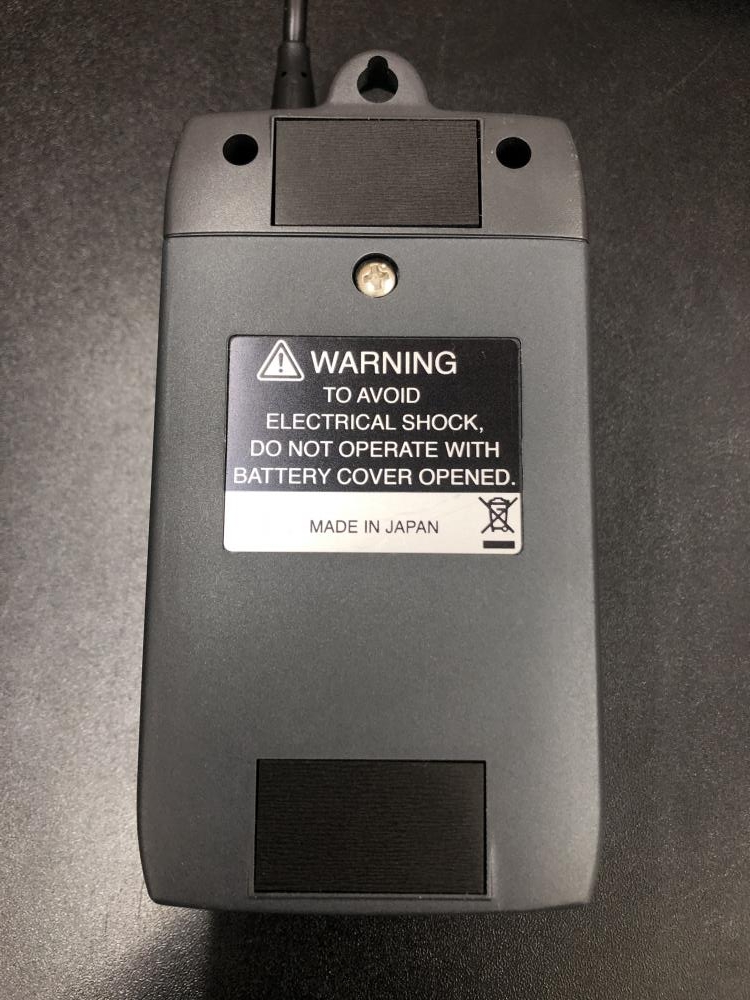 WARNING
TO AVOID
ELECTRICAL SHOCK,
DO NOT OPERATE WITH
BATTERY COVER OPENED.
MADE IN JAPAN